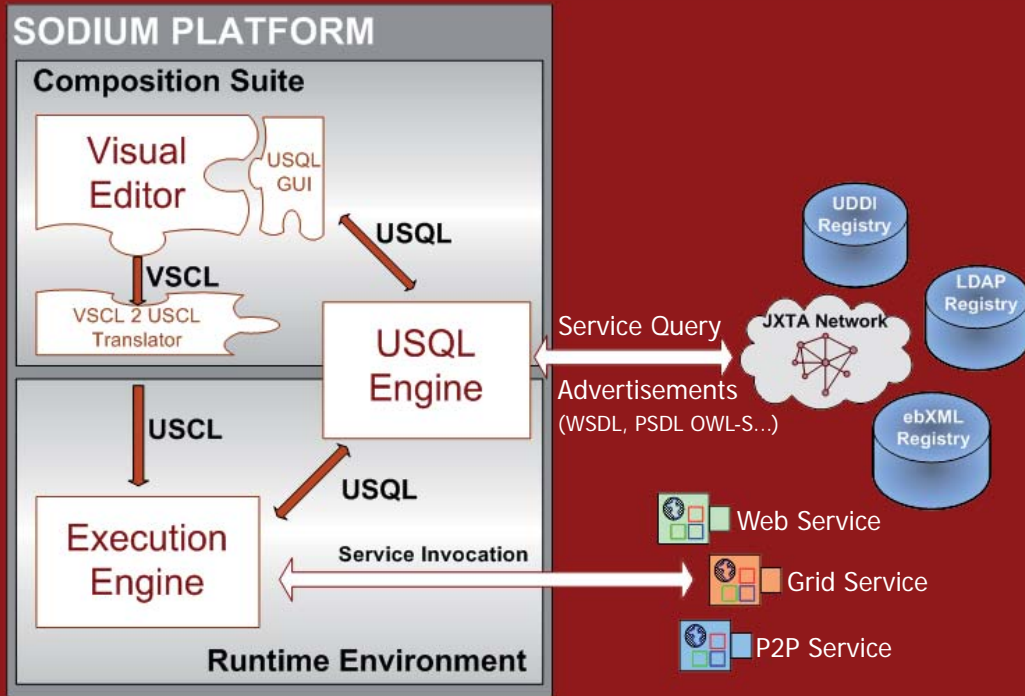 SODIUM PLATFORM
Composition Suite
Visual
Editor
USQL
GUI
USQL
VSCL
VSCL 2 USCL
Translator
USQL
Engine
Service Query
Advertisements
(WSDL, PSDL OWL-S...)
UDDI
Registry
LDAP
Registry
JXTA Network
ebXML
Registry
USCL
USQL
Execution
Engine
Service Invocation
Web Service
Grid Service
P2P Service
Runtime Environment